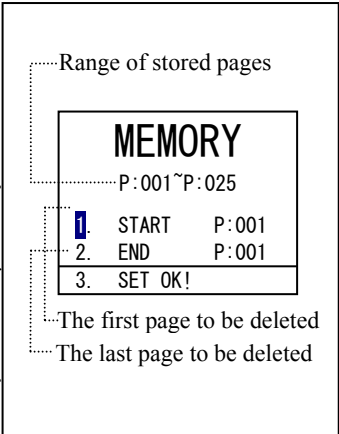 Range of stored pages
MEMORY
P:001~P:025
1. START P:001
2. END P:001
3. SET OK!
The first page to be deleted
The last page to be deleted